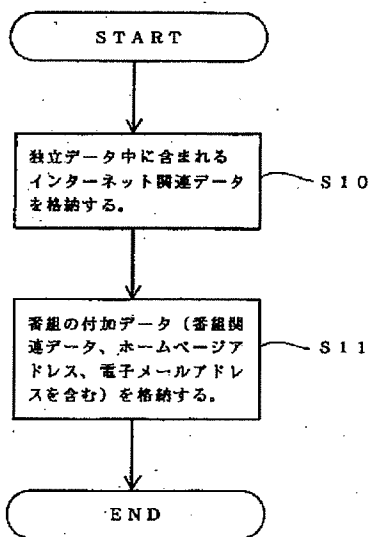 START
独立データ中に含まれる
インターネット関連データ
を格納する。
S10
番組の付加データ(番組関
連データ、ホームページア
ドレス、電子メールアドレ
スを含む)を格納する。
S11
END